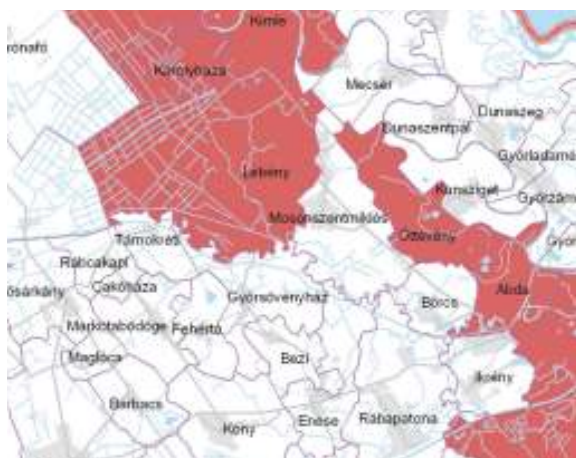 Kimle
Károlyháza
Mecsér
Dunaszeg
Dunaszentpál
Győrladamér
Lébény
Kunsziget
Győrzám
Mosonszentmiklós
Öttevény
Tárnokréti
Rábcakapi
Cakóháza
Győrsövényház
Börcs
Abda
Markotabödöge
Fehértó
Maglóca
Bezi
Ikrény
Barbacs
Kóny
Enese
Rábapatona